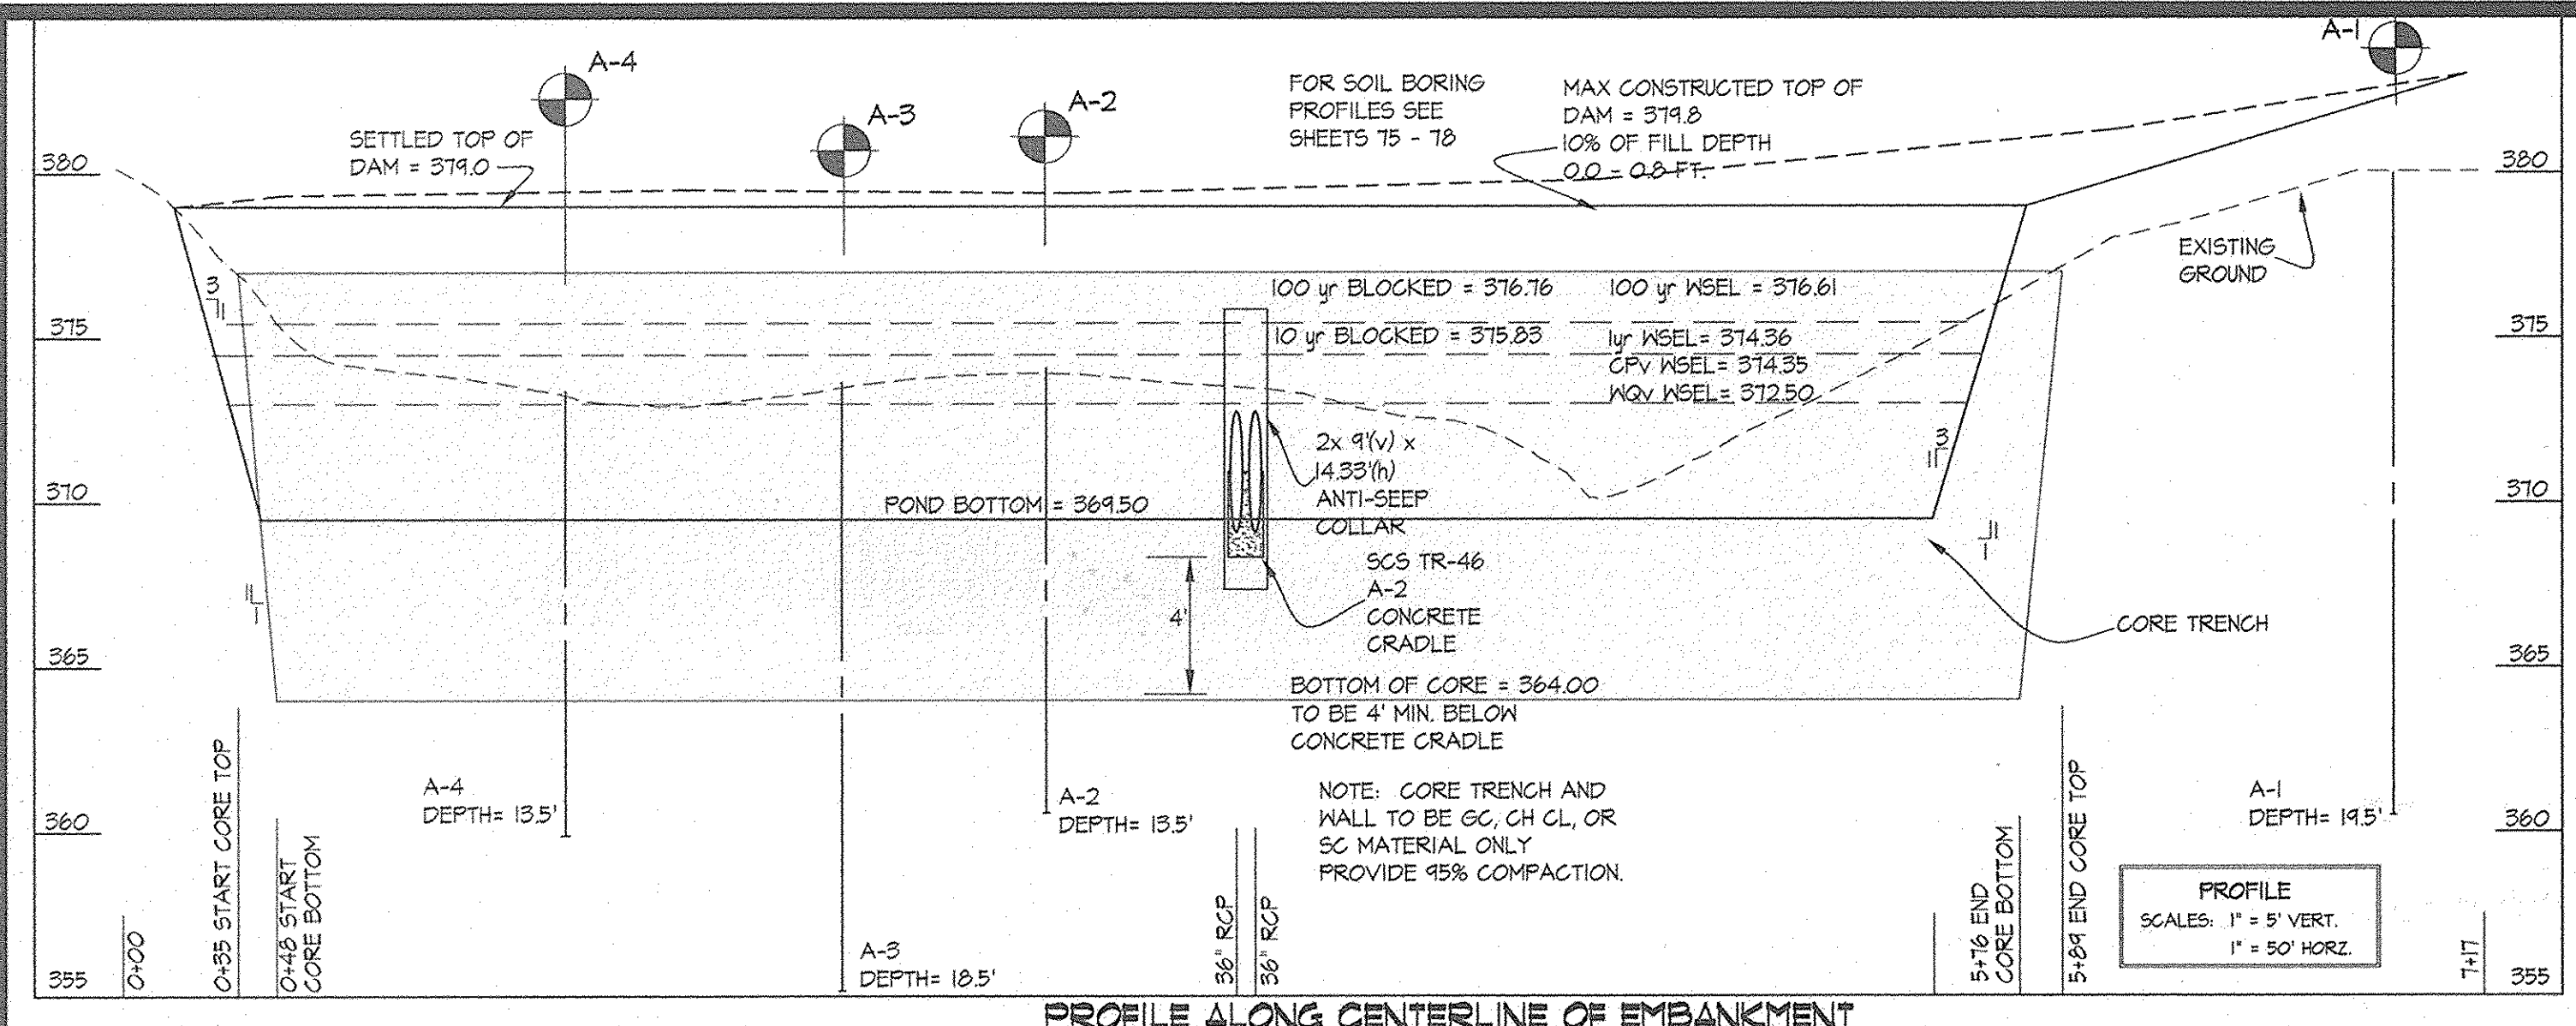 A-4
A-3
A-2
A-1
SETTLED TOP OF
DAM = 379.0
FOR SOIL BORING
PROFILES SEE
SHEETS 75 - 78
MAX CONSTRUCTED TOP OF
DAM = 379.8
10% OF FILL DEPTH
0.0 - 0.8 FT.
380
380
EXISTING
GROUND
3
1
100 yr BLOCKED = 376.76
100 yr WSEL = 376.61
375
375
10 yr BLOCKED = 375.83
1yr WSEL= 374.36
CPv WSEL= 374.35
WQv WSEL= 372.50
2x 9'(v) x
14.33'(h)
ANTI-SEEP
COLLAR
3
1
370
370
POND BOTTOM = 369.50
SCS TR-46
A-2
CONCRETE
CRADLE
1
1
1
1
4'
CORE TRENCH
365
365
BOTTOM OF CORE = 364.00
TO BE 4' MIN. BELOW
CONCRETE CRADLE
A-4
DEPTH= 13.5'
A-2
DEPTH= 13.5'
NOTE: CORE TRENCH AND
WALL TO BE GC, CH CL, OR
SC MATERIAL ONLY
PROVIDE 95% COMPACTION.
A-1
DEPTH= 19.5'
360
360
0+00
0+35 START CORE TOP
0+48 START
CORE BOTTOM
A-3
DEPTH= 18.5'
36" RCP
36" RCP
5+76 END
CORE BOTTOM
5+89 END CORE TOP
PROFILE
SCALES: 1" = 5' VERT.
1" = 50' HORZ.
7+17
355
355
PROFILE ALONG CENTERLINE OF EMBANKMENT